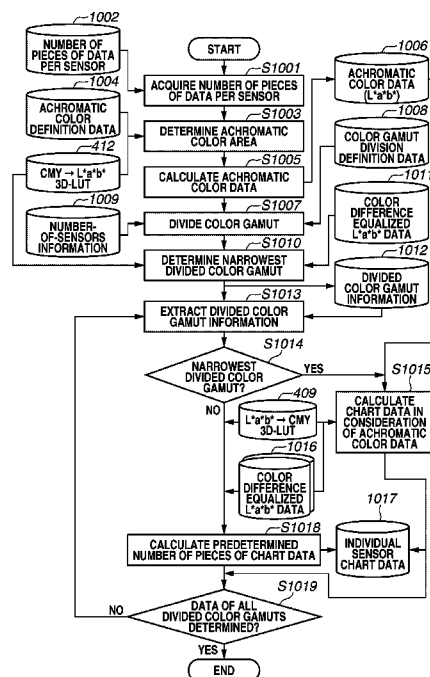 1002
NUMBER OF
PIECES OF DATA
PER SENSOR
1004
ACHROMATIC
COLOR
DEFINITION DATA
412
CMY → L*a*b*
3D-LUT
1009
NUMBER-
OF-SENSORS
INFORMATION
START
S1001
ACQUIRE NUMBER OF PIECES
OF DATA PER SENSOR
S1003
DETERMINE ACHROMATIC
COLOR AREA
S1005
CALCULATE ACHROMATIC
COLOR DATA
S1007
DIVIDE COLOR GAMUT
S1010
DETERMINE NARROWEST
DIVIDED COLOR GAMUT
S1013
EXTRACT DIVIDED COLOR
GAMUT INFORMATION
1006
ACHROMATIC
COLOR DATA
(L*a*b*)
1008
COLOR GAMUT
DIVISION
DEFINITION DATA
1011
COLOR
DIFFERENCE
EQUALIZED
L*a*b* DATA
1012
DIVIDED
COLOR GAMUT
INFORMATION
S1014
NARROWEST
DIVIDED COLOR
GAMUT?
YES
NO
S1015
CALCULATE
CHART DATA IN
CONSIDERATION
OF ACHROMATIC
COLOR DATA
409
L*a*b* → CMY
3D-LUT
1016
COLOR
DIFFERENCE
EQUALIZED
L*a*b* DATA
1017
INDIVIDUAL
SENSOR
CHART DATA
S1018
CALCULATE PREDETERMINED
NUMBER OF PIECES OF CHART DATA
S1019
DATA OF ALL
DIVIDED COLOR GAMUTS
DETERMINED?
NO
YES
END